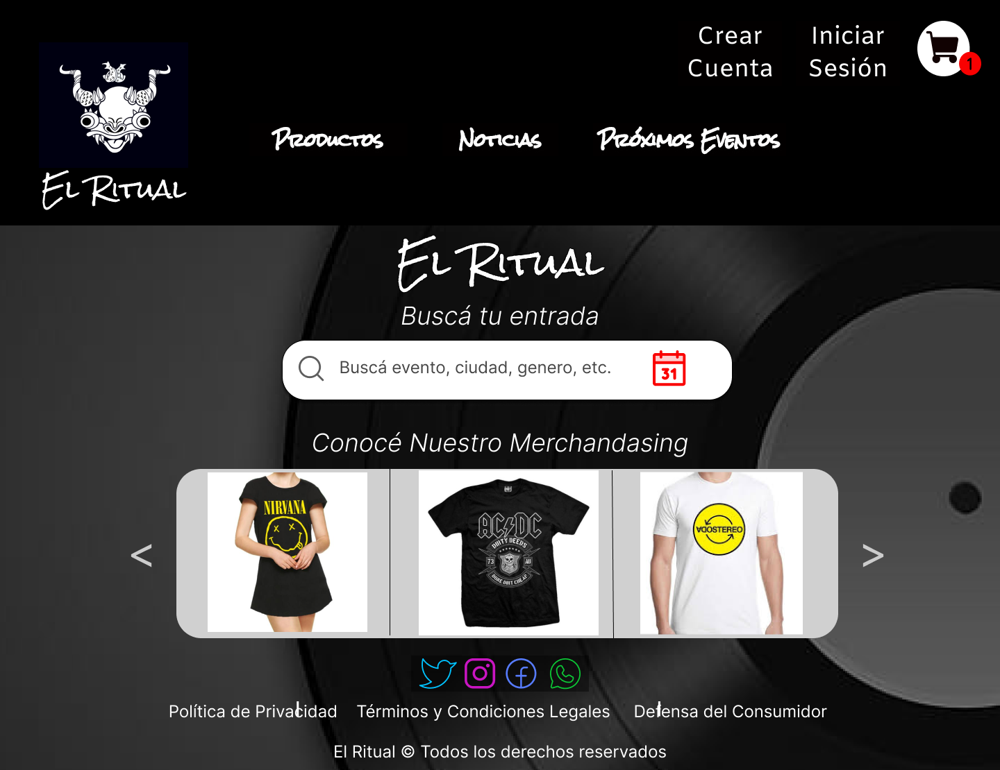 Crear
Cuenta
Iniciar
Sesión
1
Productos
Noticias
Próximos Eventos
El Ritual
El Ritual
Buscá tu entrada
Buscá evento, ciudad, genero, etc.
31
Conocé Nuestro Merchandasing
<
NIRVANA
AC DC
DIRTY DEEDS
73
AU
DONE DIRT CHEAP
SODASTEREO
>
Política de Privacidad
Términos y Condiciones Legales
Defensa del Consumidor
El Ritual © Todos los derechos reservados